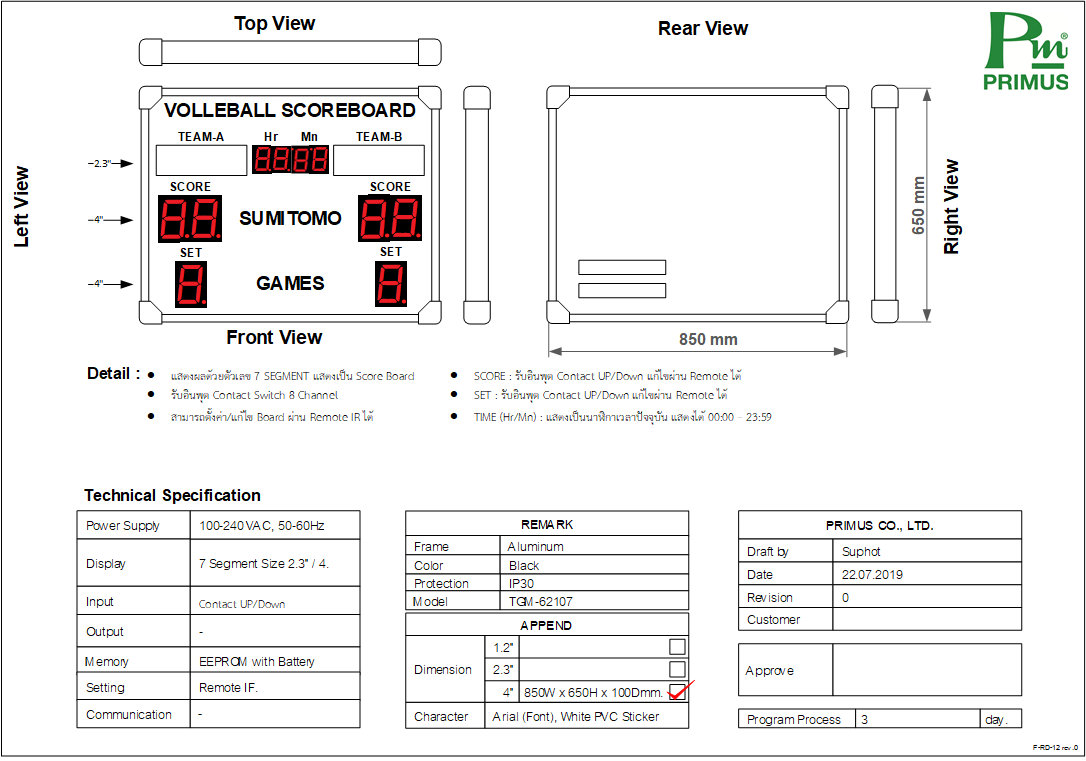 Top View
Rear View
Pm®
PRIMUS
VOLLEBALL SCOREBOARD
TEAM-A Hr Mn TEAM-B
88 88
2.3"
SCORE SCORE
4" 8.8. SUMITOMO 8.8.
SET SET
4" 8. GAMES 8.
Left View
Front View
650 mm
Right View
850 mm
Detail :
• แสดงผลด้วยตัวเลข 7 SEGMENT แสดงเป็น Score Board
• รับอินพุต Contact Switch 8 Channel
• สามารถตั้งค่า/แก้ไข Board ผ่าน Remote IR ได้
• SCORE : รับอินพุต Contact UP/Down แก้ไขผ่าน Remote ได้
• SET : รับอินพุต Contact UP/Down แก้ไขผ่าน Remote ได้
• TIME (Hr/Mn) : แสดงเป็นนาฬิกาเวลาปัจจุบัน แสดงได้ 00:00 - 23:59
Technical Specification
Power Supply 100-240 VAC, 50-60Hz
Display 7 Segment Size 2.3" / 4.
Input Contact UP/Down
Output -
Memory EEPROM with Battery
Setting Remote IF.
Communication -
REMARK
Frame Aluminum
Color Black
Protection IP30
Model TGM-62107
APPEND
Dimension
1.2"
2.3"
4" 850W x 650H x 100Dmm.
Character Arial (Font), White PVC Sticker
PRIMUS CO., LTD.
Draft by Suphot
Date 22.07.2019
Revision 0
Customer
Approve
Program Process 3 day.
F-RD-12 rev.0